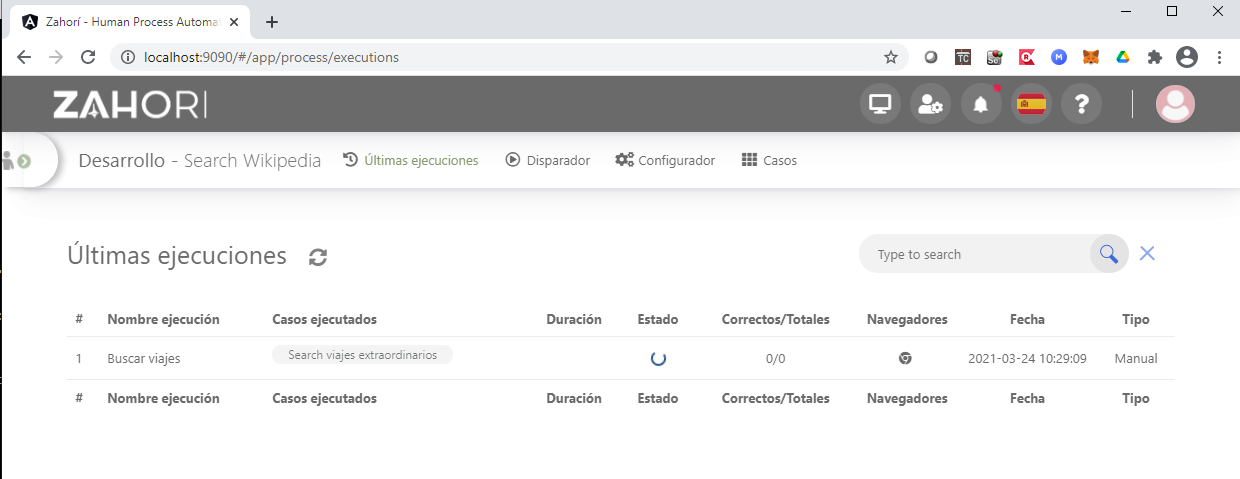 Zahorí - Human Process Automa
localhost:9090/#/app/process/executions
TC
M
ZAHORI
?
Desarrollo - Search Wikipedia
Últimas ejecuciones
Disparador
Configurador
Casos
Últimas ejecuciones
Type to search
# Nombre ejecución Casos ejecutados Duración Estado Correctos/Totales Navegadores Fecha Tipo
1 Buscar viajes Search viajes extraordinarios 0/0 2021-03-24 10:29:09 Manual
# Nombre ejecución Casos ejecutados Duración Estado Correctos/Totales Navegadores Fecha Tipo